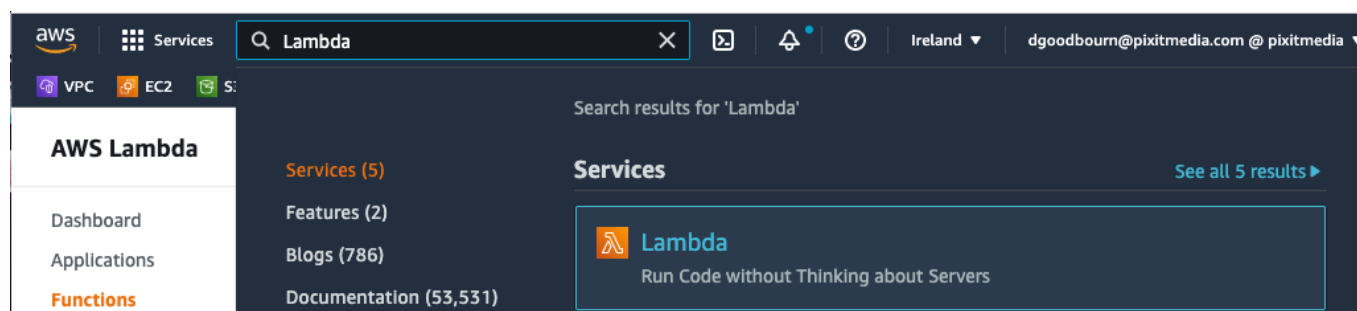 aws Services Lambda Ireland ▼ dgoodbourn@pixitmedia.com @ pixitmedia
VPC EC2
Search results for 'Lambda'
AWS Lambda
Services (5)
Services
See all 5 results ▶
Dashboard
Features (2)
Applications
Blogs (786)
Lambda
Run Code without Thinking about Servers
Functions
Documentation (53,531)